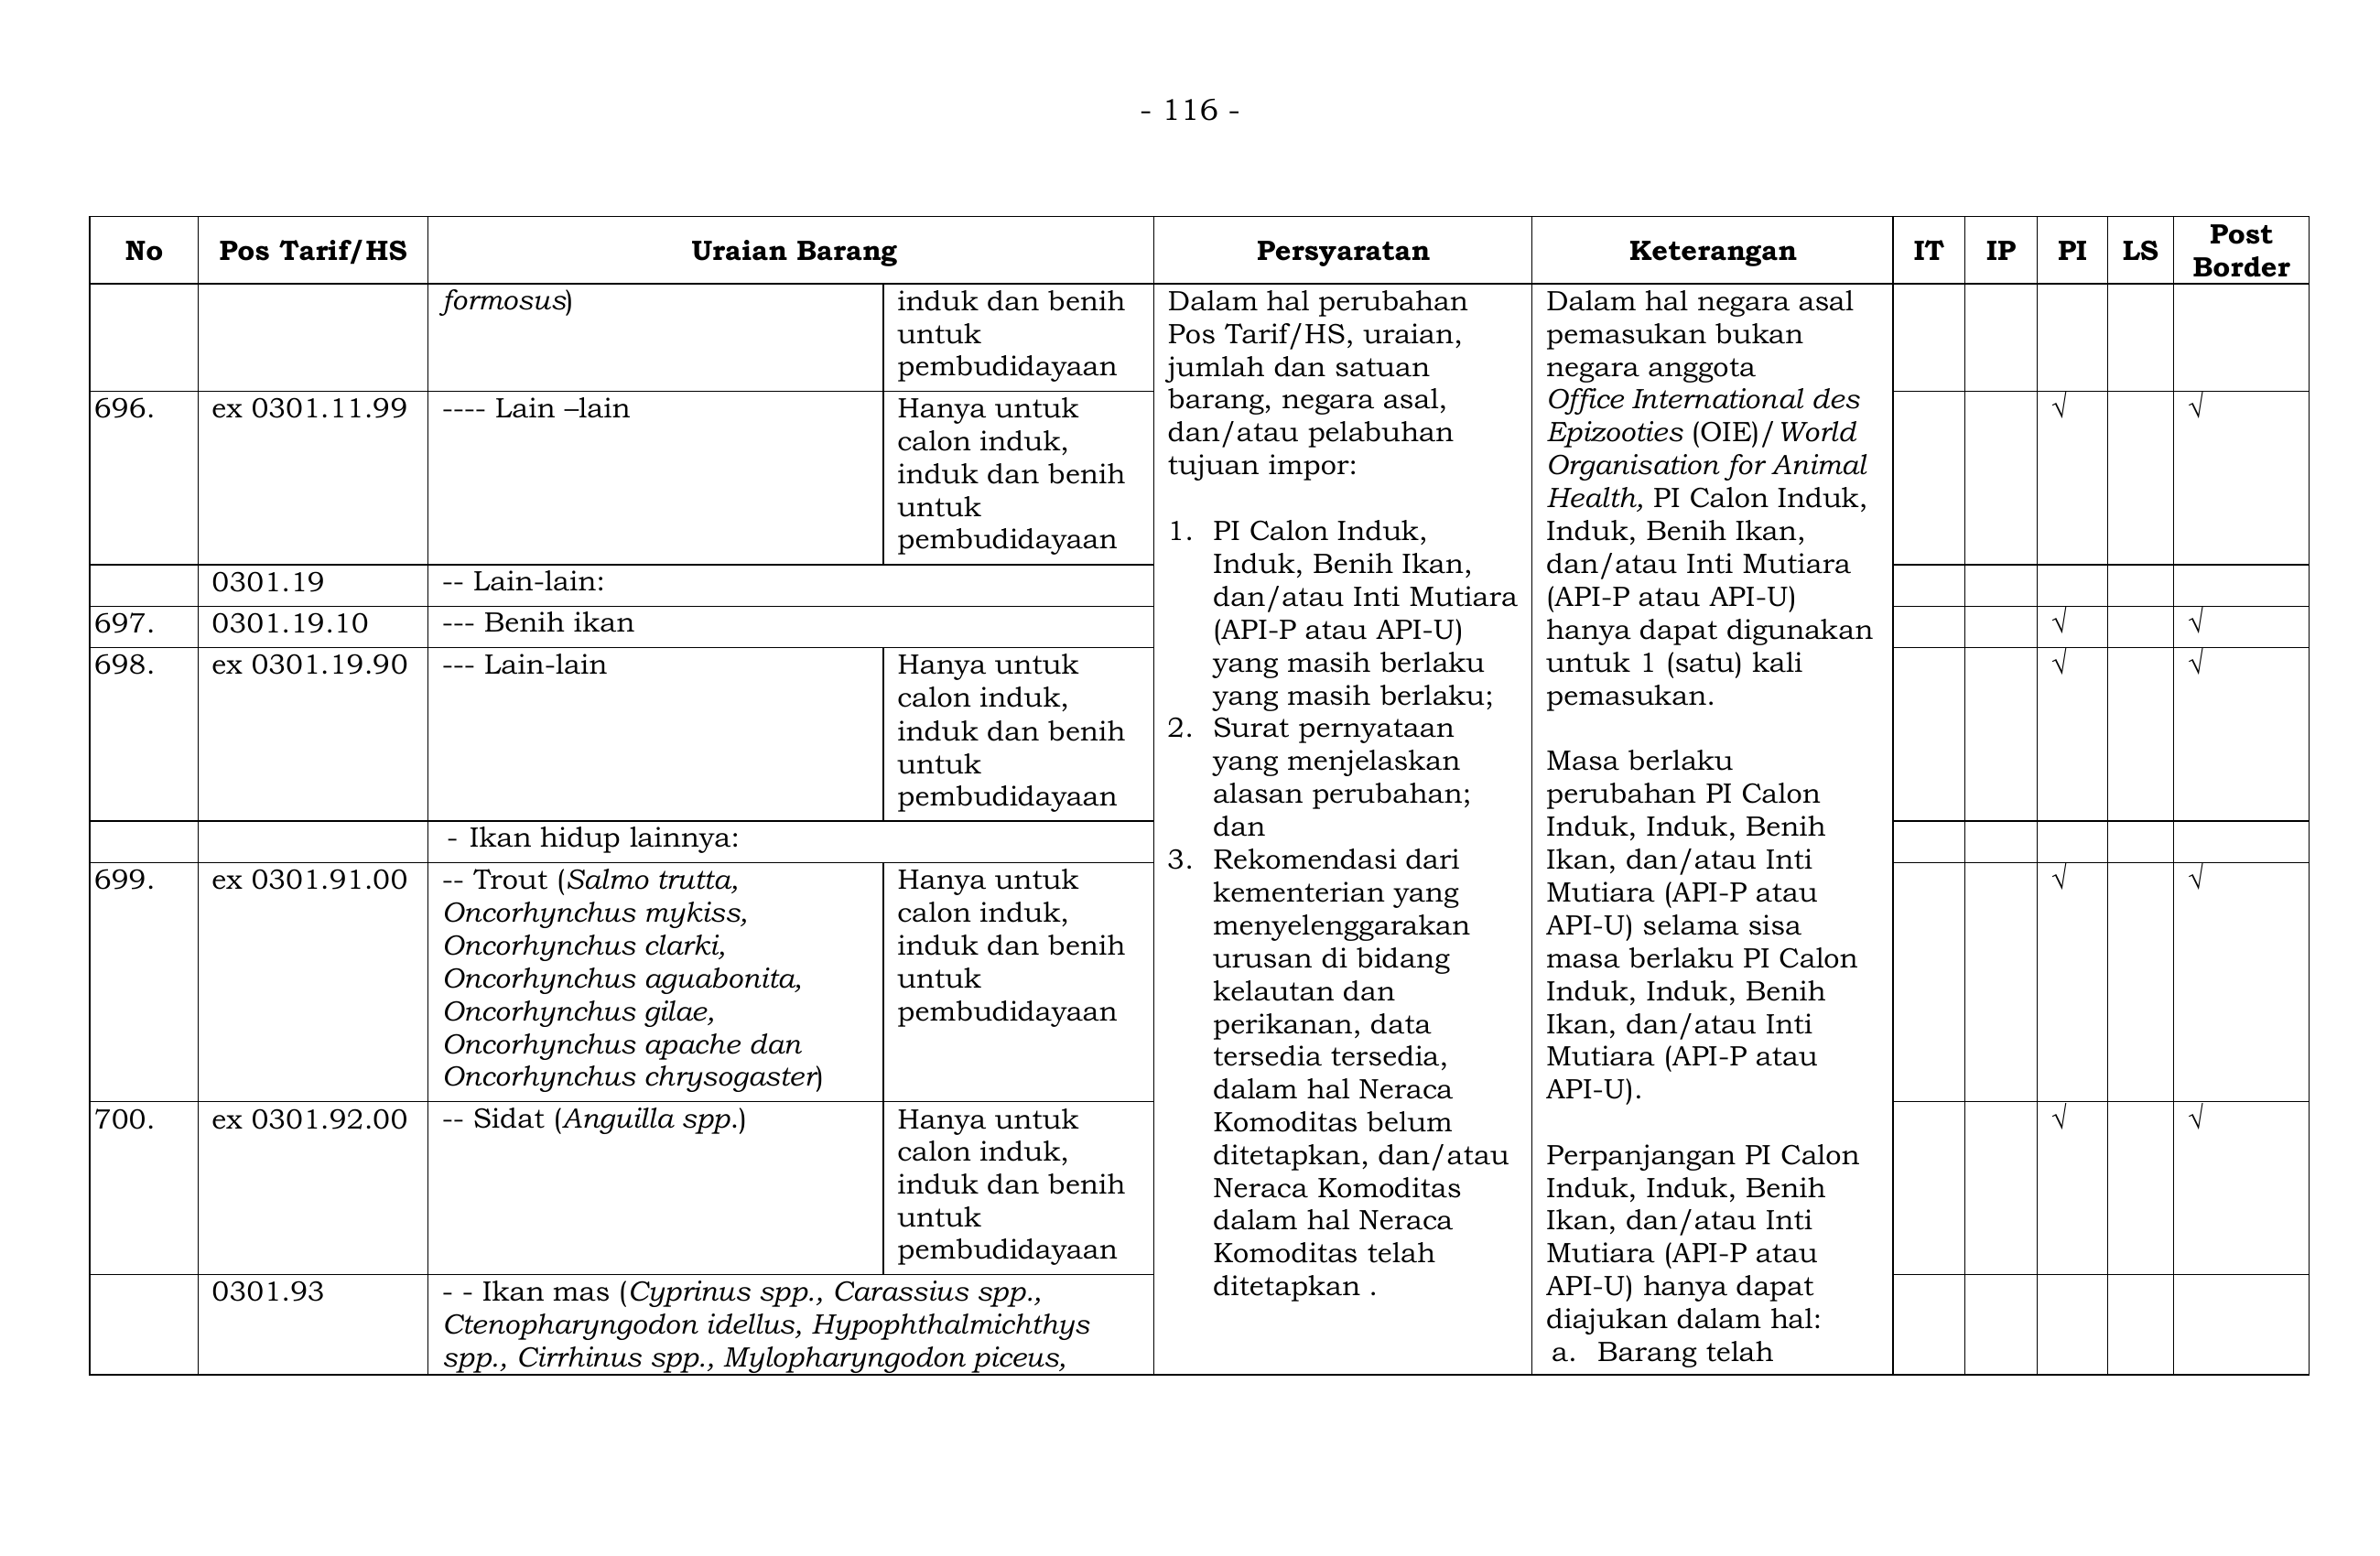 - 116 -
No
Pos Tarif/HS
Uraian Barang
Persyaratan
Keterangan
IT
IP
PI
LS
Post
Border
formosus)
induk dan benih
untuk
pembudidayaan
696.
ex 0301.11.99
---- Lain –lain
Hanya untuk
calon induk,
induk dan benih
untuk
pembudidayaan
√
√
0301.19
-- Lain-lain:
697.
0301.19.10
--- Benih ikan
√
√
698.
ex 0301.19.90
--- Lain-lain
Hanya untuk
calon induk,
induk dan benih
untuk
pembudidayaan
√
√
- Ikan hidup lainnya:
699.
ex 0301.91.00
-- Trout (Salmo trutta,
Oncorhynchus mykiss,
Oncorhynchus clarki,
Oncorhynchus aguabonita,
Oncorhynchus gilae,
Oncorhynchus apache dan
Oncorhynchus chrysogaster)
Hanya untuk
calon induk,
induk dan benih
untuk
pembudidayaan
√
√
700.
ex 0301.92.00
-- Sidat (Anguilla spp.)
Hanya untuk
calon induk,
induk dan benih
untuk
pembudidayaan
√
√
0301.93
- - Ikan mas (Cyprinus spp., Carassius spp.,
Ctenopharyngodon idellus, Hypophthalmichthys
spp., Cirrhinus spp., Mylopharyngodon piceus,
Dalam hal perubahan
Pos Tarif/HS, uraian,
jumlah dan satuan
barang, negara asal,
dan/atau pelabuhan
tujuan impor:
1. PI Calon Induk,
Induk, Benih Ikan,
dan/atau Inti Mutiara
(API-P atau API-U)
yang masih berlaku
yang masih berlaku;
2. Surat pernyataan
yang menjelaskan
alasan perubahan;
dan
3. Rekomendasi dari
kementerian yang
menyelenggarakan
urusan di bidang
kelautan dan
perikanan, data
tersedia tersedia,
dalam hal Neraca
Komoditas belum
ditetapkan, dan/atau
Neraca Komoditas
dalam hal Neraca
Komoditas telah
ditetapkan .
Dalam hal negara asal
pemasukan bukan
negara anggota
Office International des
Epizooties (OIE)/World
Organisation for Animal
Health, PI Calon Induk,
Induk, Benih Ikan,
dan/atau Inti Mutiara
(API-P atau API-U)
hanya dapat digunakan
untuk 1 (satu) kali
pemasukan.
Masa berlaku
perubahan PI Calon
Induk, Induk, Benih
Ikan, dan/atau Inti
Mutiara (API-P atau
API-U) selama sisa
masa berlaku PI Calon
Induk, Induk, Benih
Ikan, dan/atau Inti
Mutiara (API-P atau
API-U).
Perpanjangan PI Calon
Induk, Induk, Benih
Ikan, dan/atau Inti
Mutiara (API-P atau
API-U) hanya dapat
diajukan dalam hal:
a. Barang telah